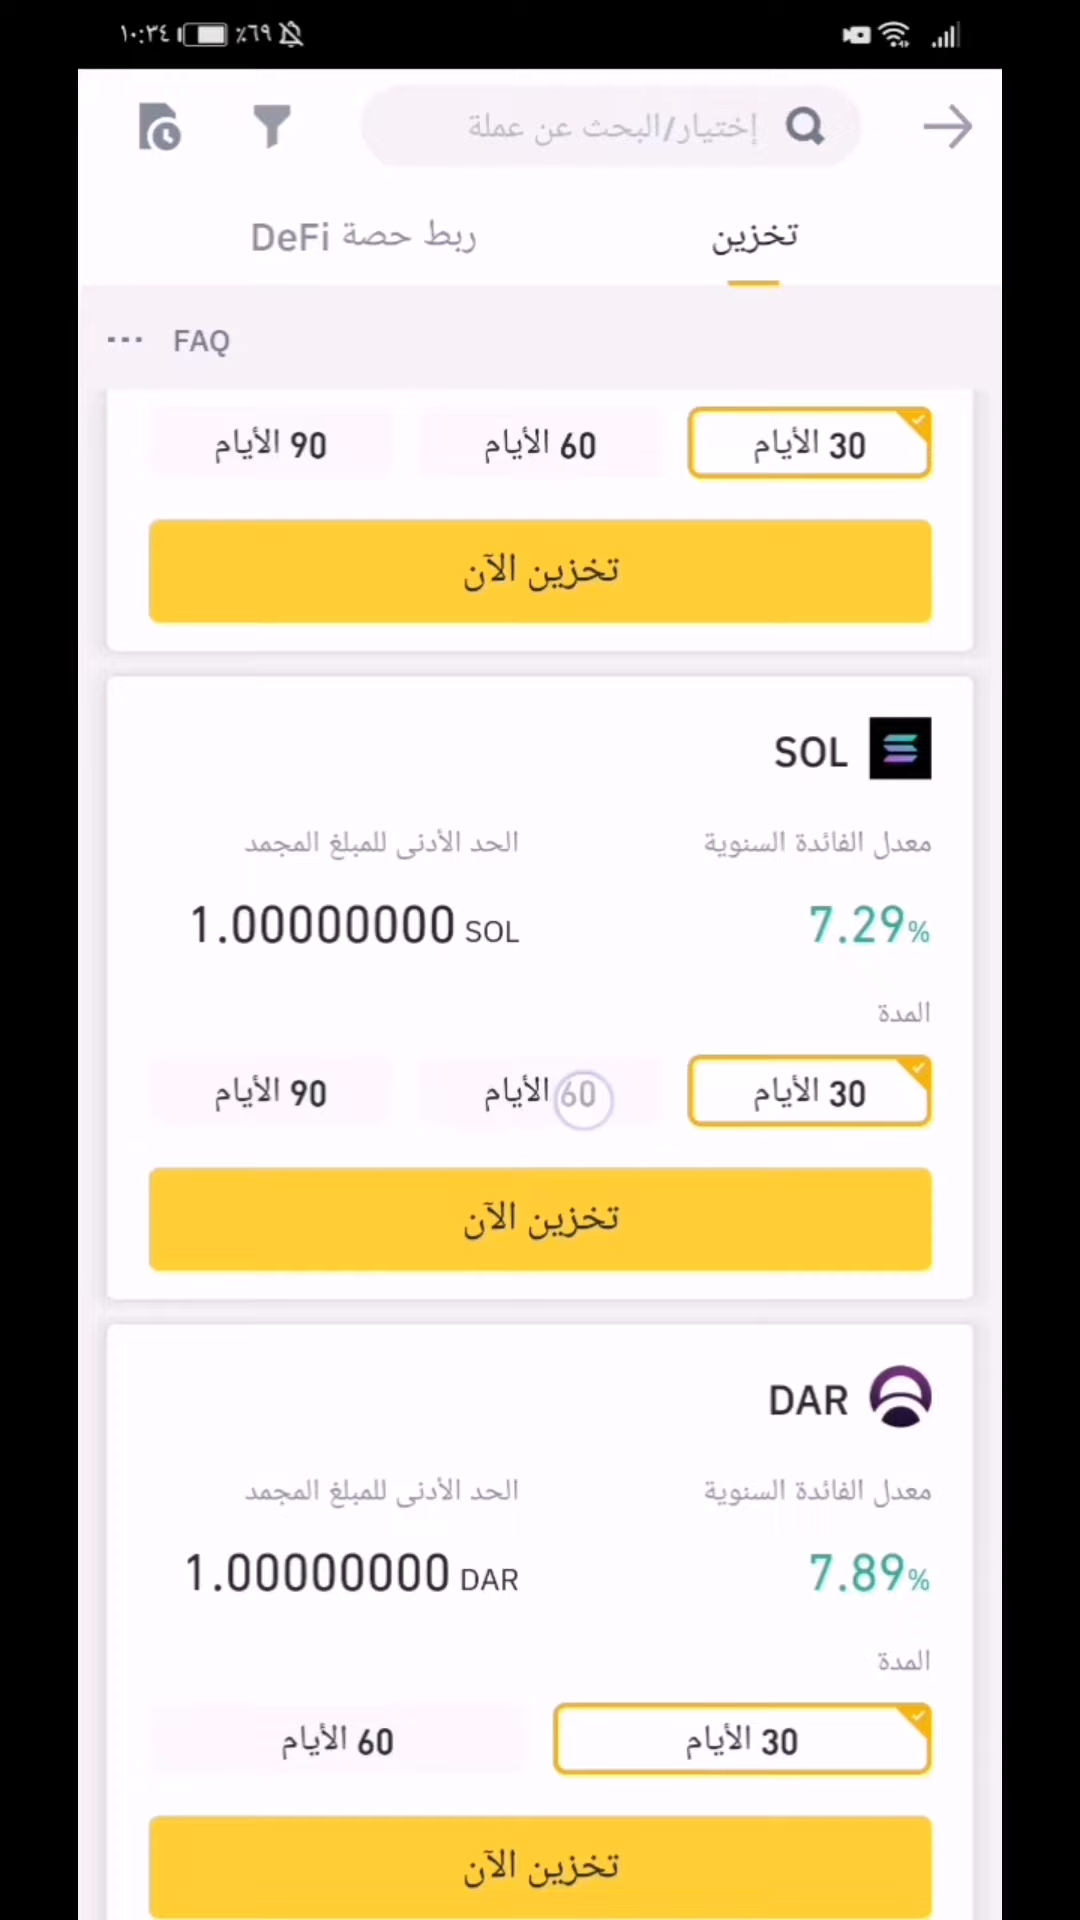 ١٠:٣٤ ٪٦٩
إختيار/البحث عن عملة
تخزين ربط حصة DeFi
FAQ
30 الأيام 60 الأيام 90 الأيام
تخزين الآن
SOL
معدل الفائدة السنوية الحد الأدنى للمبلغ المجمد
7.29% 1.00000000 SOL
المدة
30 الأيام 60 الأيام 90 الأيام
تخزين الآن
DAR
معدل الفائدة السنوية الحد الأدنى للمبلغ المجمد
7.89% 1.00000000 DAR
المدة
30 الأيام 60 الأيام
تخزين الآن